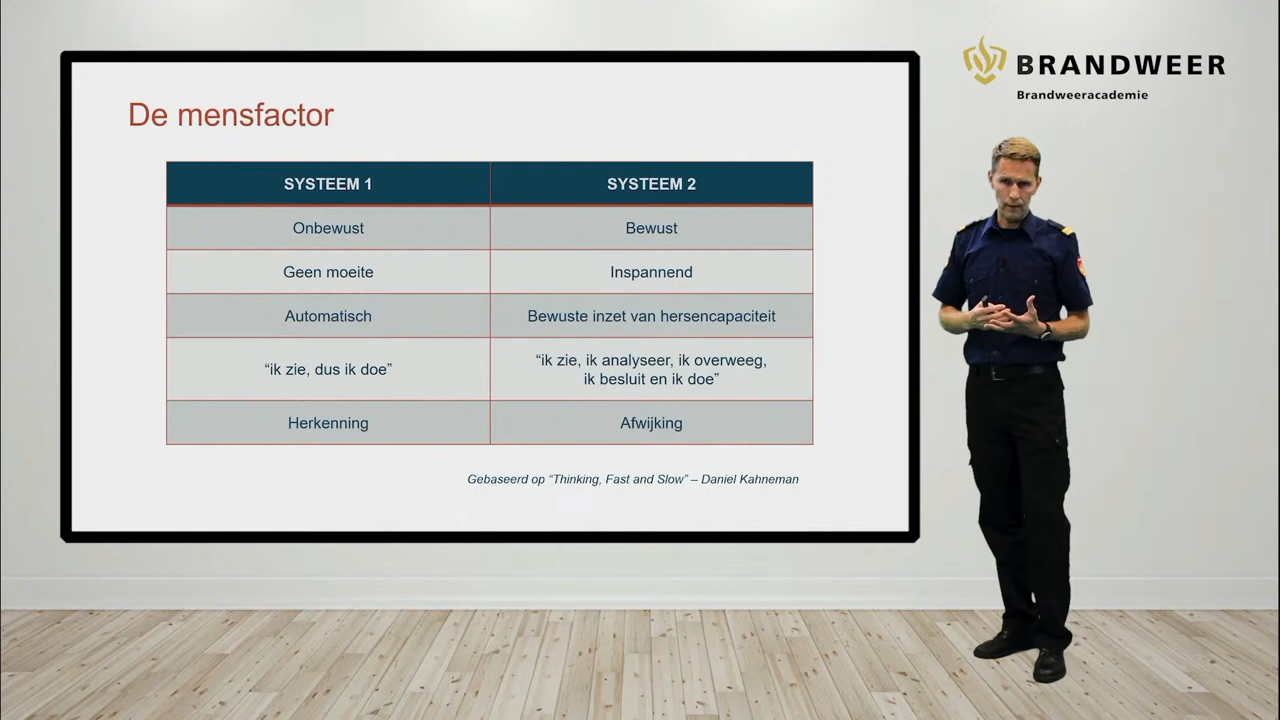 BRANDWEER
Brandweeracademie
De mensfactor
SYSTEEM 1
SYSTEEM 2
Onbewust
Bewust
Geen moeite
Inspannend
Automatisch
Bewuste inzet van hersencapaciteit
“ik zie, dus ik doe”
“ik zie, ik analyseer, ik overweeg,
ik besluit en ik doe”
Herkenning
Afwijking
Gebaseerd op “Thinking, Fast and Slow” – Daniel Kahneman